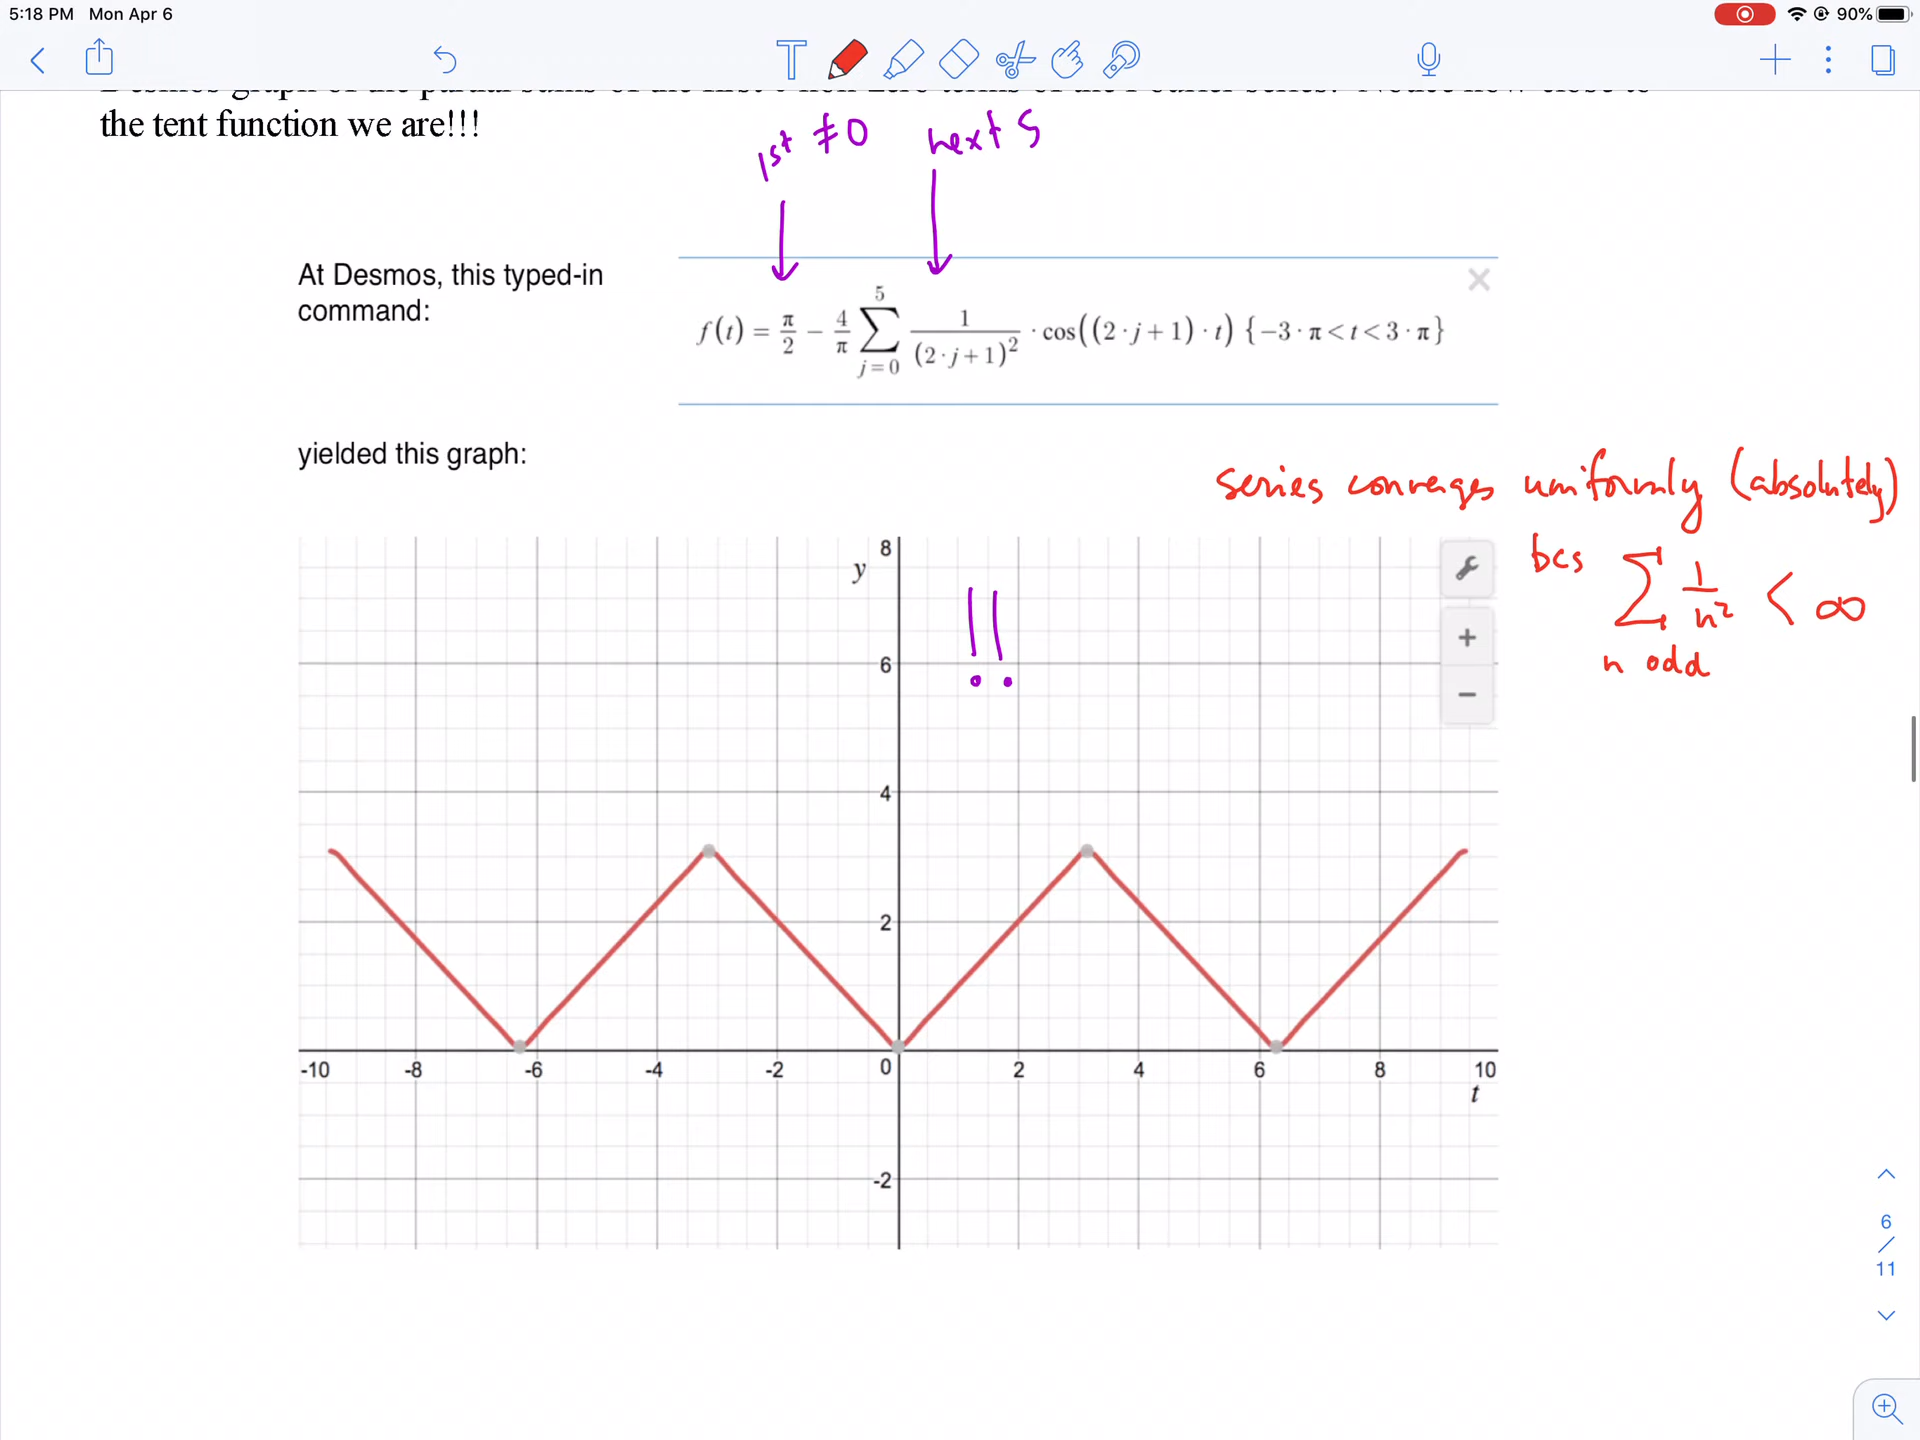 5:18 PM Mon Apr 6
90%
the tent function we are!!!
1st ≠0 next 5
At Desmos, this typed-in
command:
f(t) = π/2 − 4/π ∑_{j=0}^{5} 1/(2·j+1)² · cos((2·j+1)·t) {−3·π<t<3·π}
yielded this graph:
series converges uniformly (absolutely)
bcs ∑ 1/n² < ∞
n odd
!!
y
8
6
4
2
-10 -8 -6 -4 -2 0 2 4 6 8 10
t
-2
6
/
11